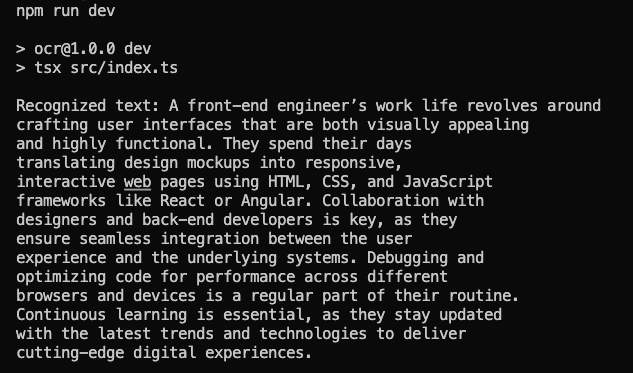 npm run dev
> ocr@1.0.0 dev
> tsx src/index.ts
Recognized text: A front-end engineer’s work life revolves around
crafting user interfaces that are both visually appealing
and highly functional. They spend their days
translating design mockups into responsive,
interactive web pages using HTML, CSS, and JavaScript
frameworks like React or Angular. Collaboration with
designers and back-end developers is key, as they
ensure seamless integration between the user
experience and the underlying systems. Debugging and
optimizing code for performance across different
browsers and devices is a regular part of their routine.
Continuous learning is essential, as they stay updated
with the latest trends and technologies to deliver
cutting-edge digital experiences.